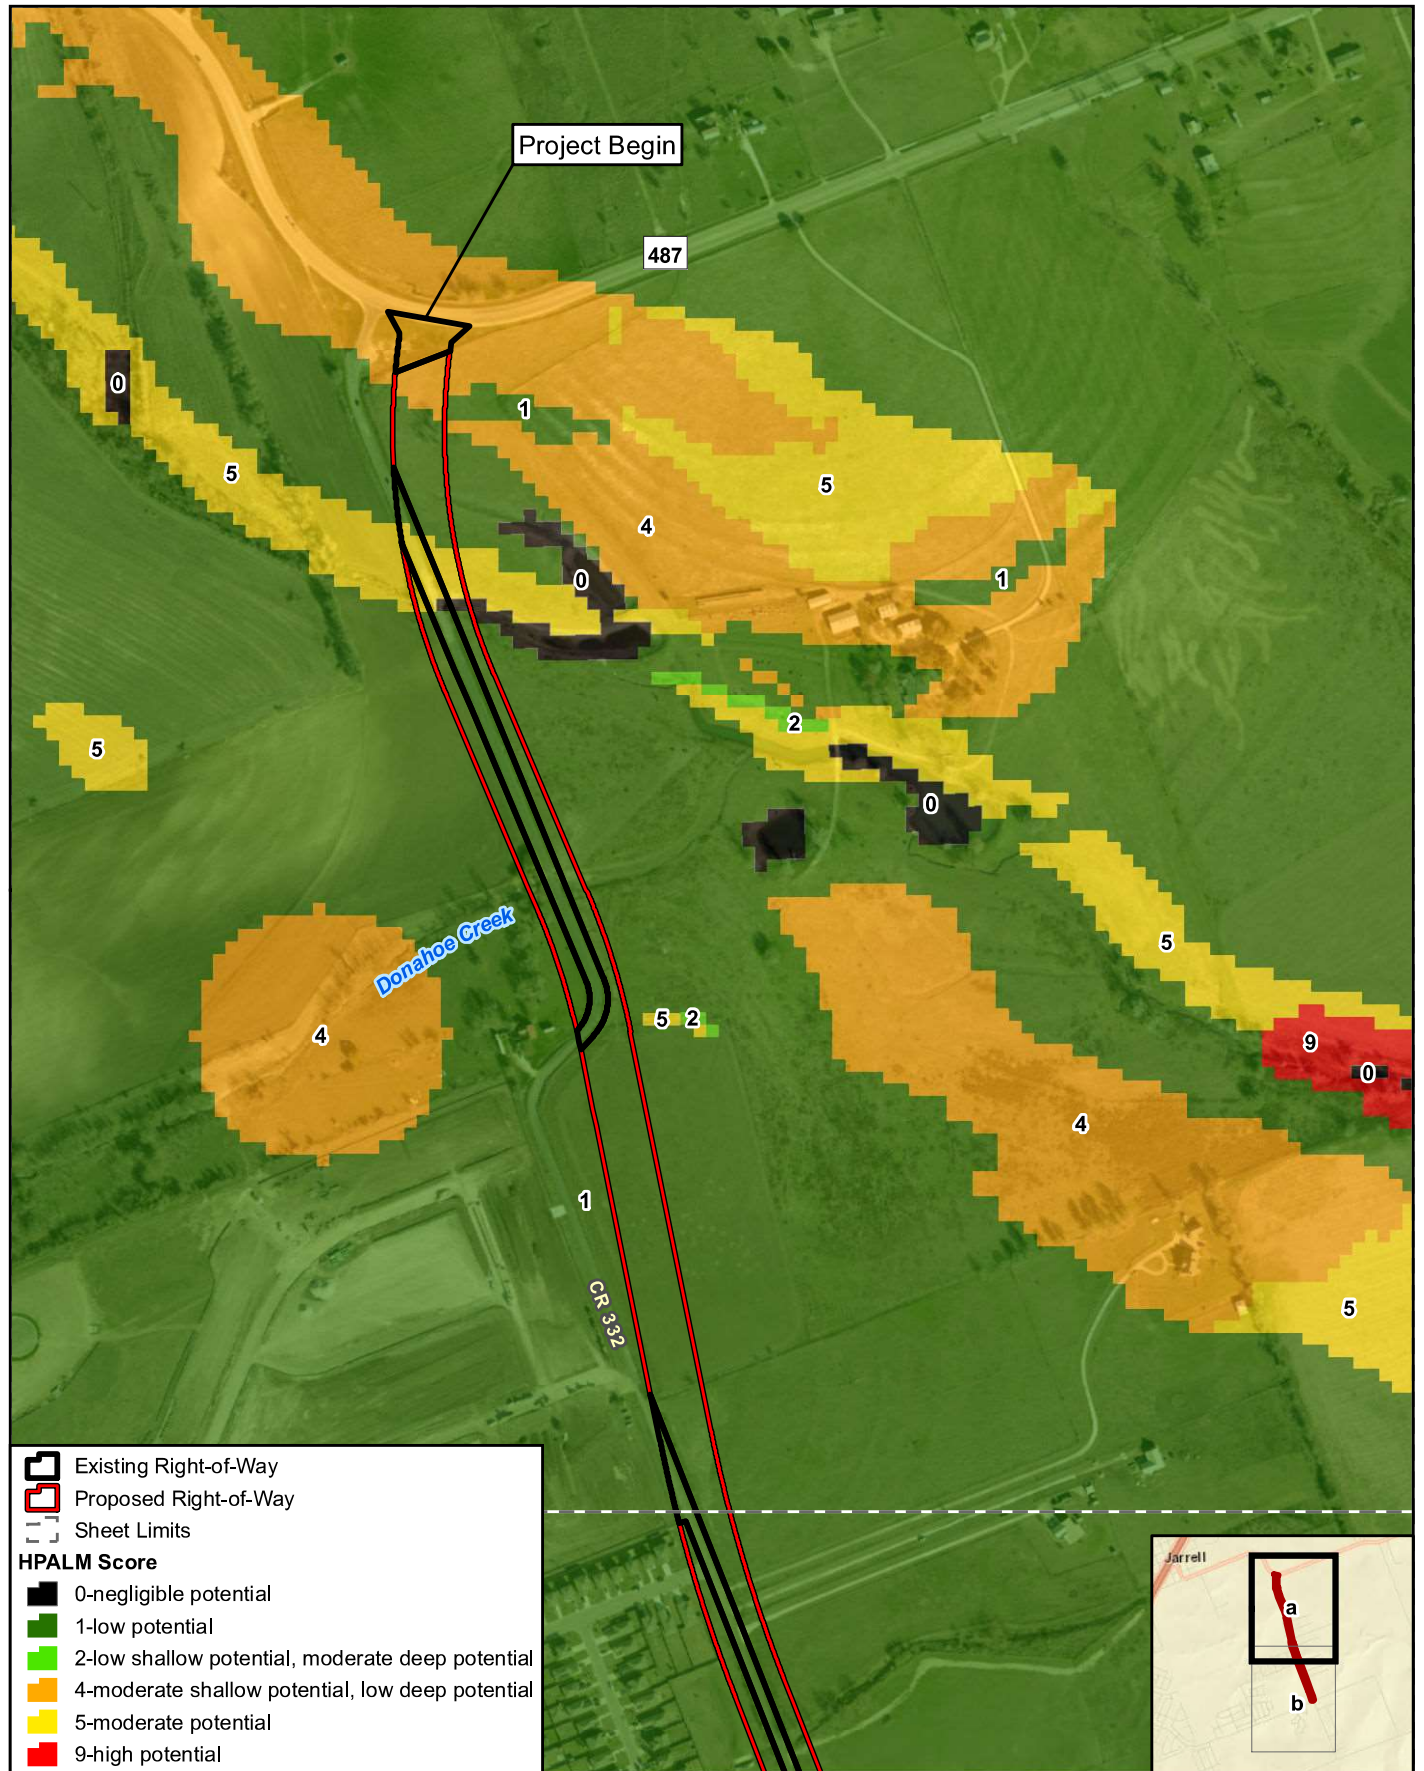 Project Begin
487
0
1
5
5
4
0
1
2
5
0
5
Donahoe Creek
5
2
9
4
0
4
1
CR 332
5
Existing Right-of-Way
Proposed Right-of-Way
Sheet Limits
HPALM Score
0-negligible potential
1-low potential
2-low shallow potential, moderate deep potential
4-moderate shallow potential, low deep potential
5-moderate potential
9-high potential
Jarrell
a
b